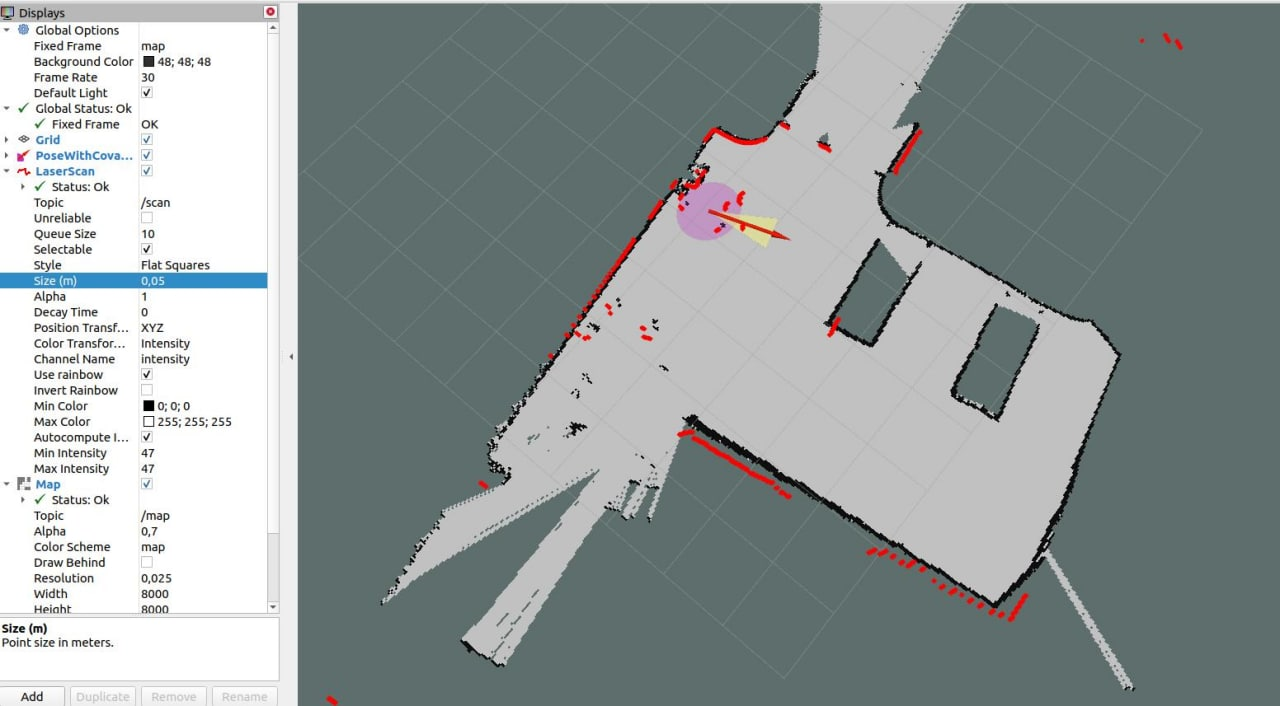 Displays
Global Options
Fixed Frame map
Background Color 48; 48; 48
Frame Rate 30
Default Light
Global Status: Ok
Fixed Frame OK
Grid
PoseWithCova...
LaserScan
Status: Ok
Topic /scan
Unreliable
Queue Size 10
Selectable
Style Flat Squares
Size (m) 0,05
Alpha 1
Decay Time 0
Position Transf... XYZ
Color Transfor... Intensity
Channel Name intensity
Use rainbow
Invert Rainbow
Min Color 0; 0; 0
Max Color 255; 255; 255
Autocompute I...
Min Intensity 47
Max Intensity 47
Map
Status: Ok
Topic /map
Alpha 0,7
Color Scheme map
Draw Behind
Resolution 0,025
Width 8000
Height 8000
Size (m)
Point size in meters.
Add Duplicate Remove Rename